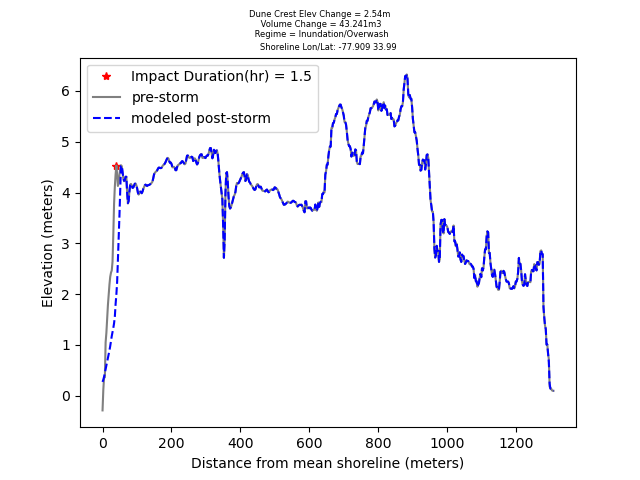 Dune Crest Elev Change = 2.54m
Volume Change = 43.241m3
Regime = Inundation/Overwash
Shoreline Lon/Lat: -77.909 33.99
Impact Duration(hr) = 1.5
pre-storm
modeled post-storm
Elevation (meters)
6
5
4
3
2
1
0
0 200 400 600 800 1000 1200
Distance from mean shoreline (meters)